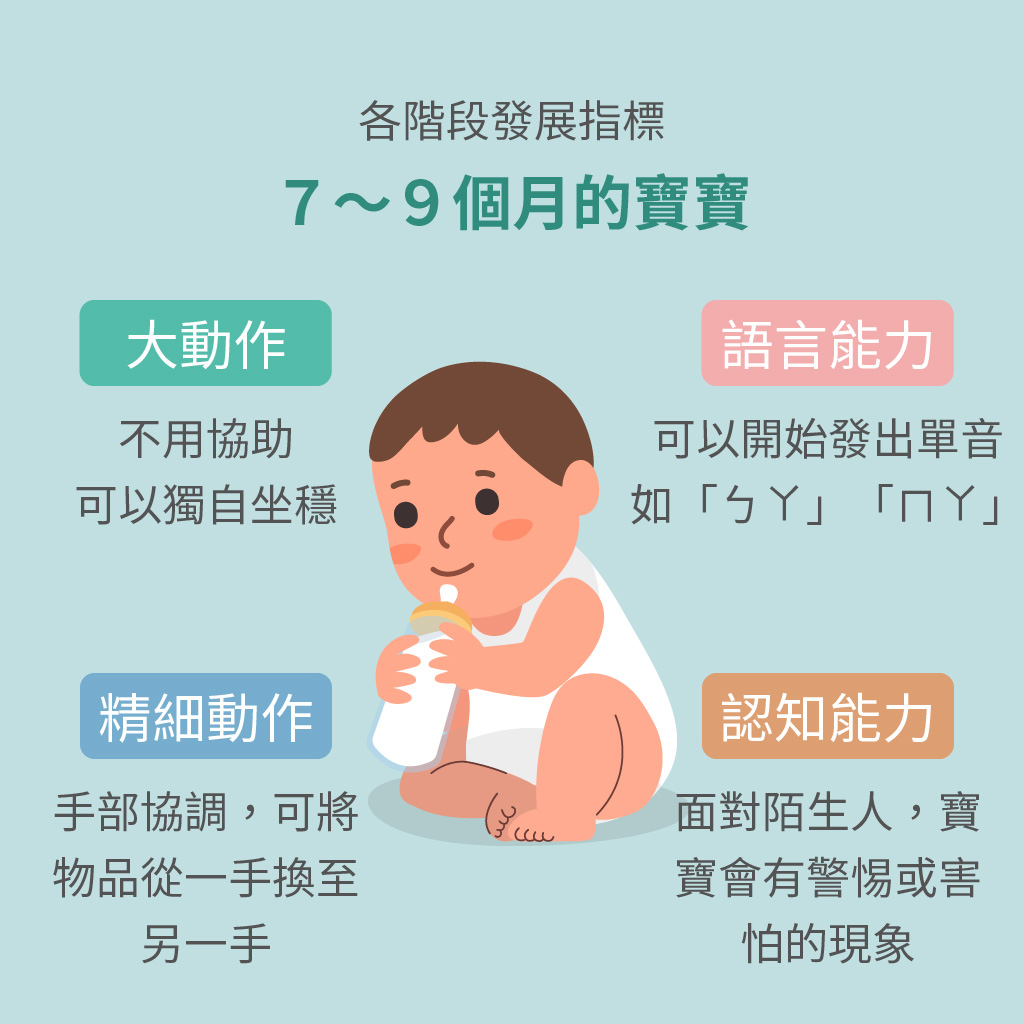 各階段發展指標
7～9個月的寶寶
大動作
不用協助
可以獨自坐穩
語言能力
可以開始發出單音
如「ㄅㄚ」「ㄇㄚ」
精細動作
手部協調，可將
物品從一手換至
另一手
認知能力
面對陌生人，寶
寶會有警惕或害
怕的現象